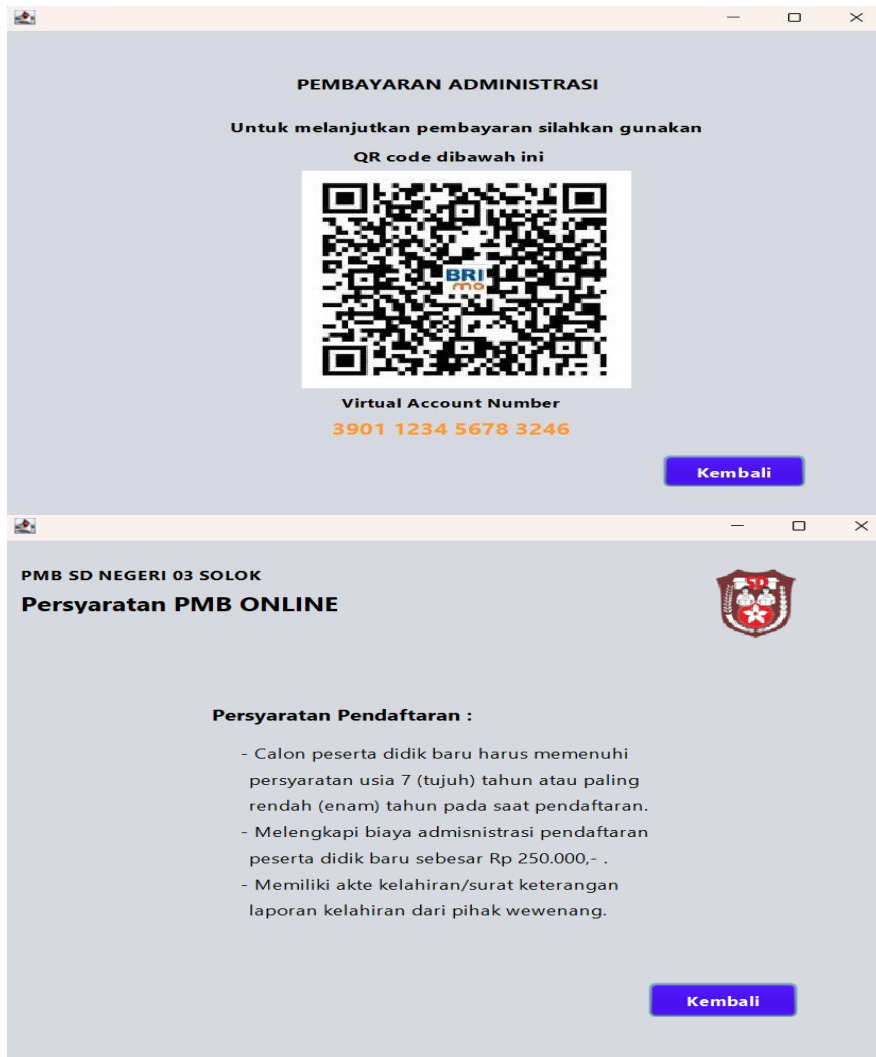 PEMBAYARAN ADMINISTRASI
Untuk melanjutkan pembayaran silahkan gunakan
QR code dibawah ini
BRI
mo
Virtual Account Number
3901 1234 5678 3246
Kembali
PMB SD NEGERI 03 SOLOK
Persyaratan PMB ONLINE
SD
Persyaratan Pendaftaran :
- Calon peserta didik baru harus memenuhi
persyaratan usia 7 (tujuh) tahun atau paling
rendah (enam) tahun pada saat pendaftaran.
- Melengkapi biaya admisnistrasi pendaftaran
peserta didik baru sebesar Rp 250.000,- .
- Memiliki akte kelahiran/surat keterangan
laporan kelahiran dari pihak wewenang.
Kembali